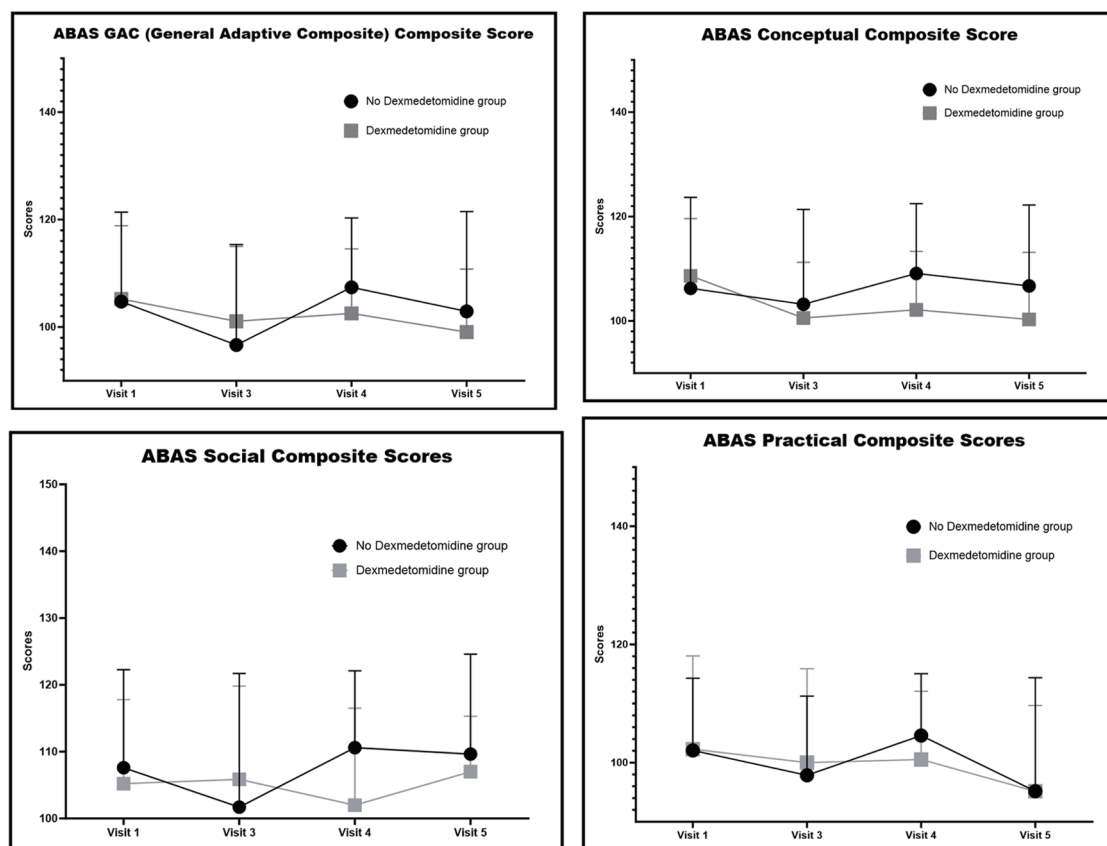 ABAS GAC (General Adaptive Composite) Composite Score
No Dexmedetomidine group
Dexmedetomidine group
Scores
140
120
100
Visit 1
Visit 3
Visit 4
Visit 5
ABAS Conceptual Composite Score
No Dexmedetomidine group
Dexmedetomidine group
Scores
140
120
100
Visit 1
Visit 3
Visit 4
Visit 5
ABAS Social Composite Scores
No Dexmedetomidine group
Dexmedetomidine group
Scores
150
140
130
120
110
100
Visit 1
Visit 3
Visit 4
Visit 5
ABAS Practical Composite Scores
No Dexmedetomidine group
Dexmedetomidine group
Scores
140
120
100
Visit 1
Visit 3
Visit 4
Visit 5